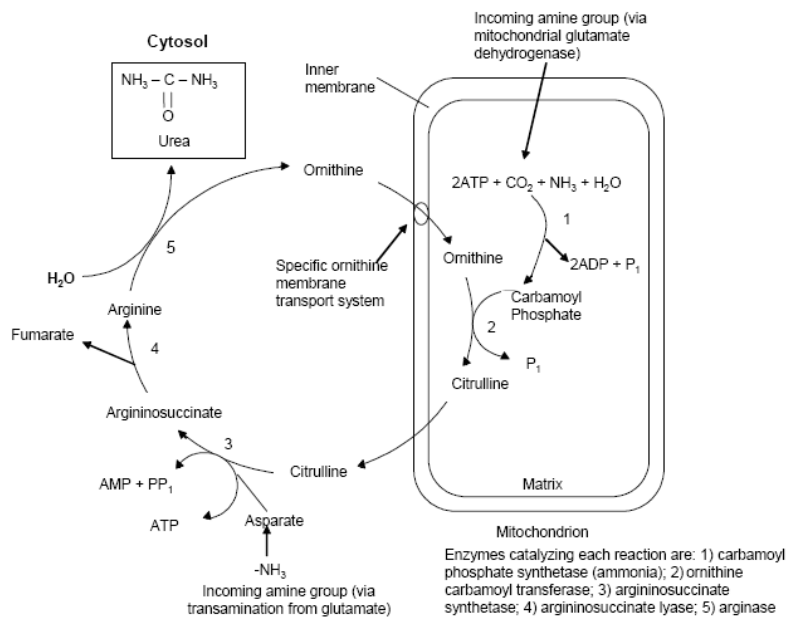 Cytosol
NH₃ – C – NH₃
||
O
Urea
Inner
membrane
Incoming amine group (via
mitochondrial glutamate
dehydrogenase)
Ornithine
2ATP + CO₂ + NH₃ + H₂O
1
5
H₂O
Specific ornithine
membrane
transport system
Ornithine
2ADP + P₁
Arginine
Carbamoyl
Phosphate
2
Fumarate
4
P₁
Citrulline
Argininosuccinate
3
Citrulline
AMP + PP₁
Matrix
ATP
Asparate
Mitochondrion
-NH₃
Incoming amine group (via
transamination from glutamate)
Enzymes catalyzing each reaction are: 1) carbamoyl
phosphate synthetase (ammonia); 2) ornithine
carbamoyl transferase; 3) argininosuccinate
synthetase; 4) argininosuccinate lyase; 5) arginase